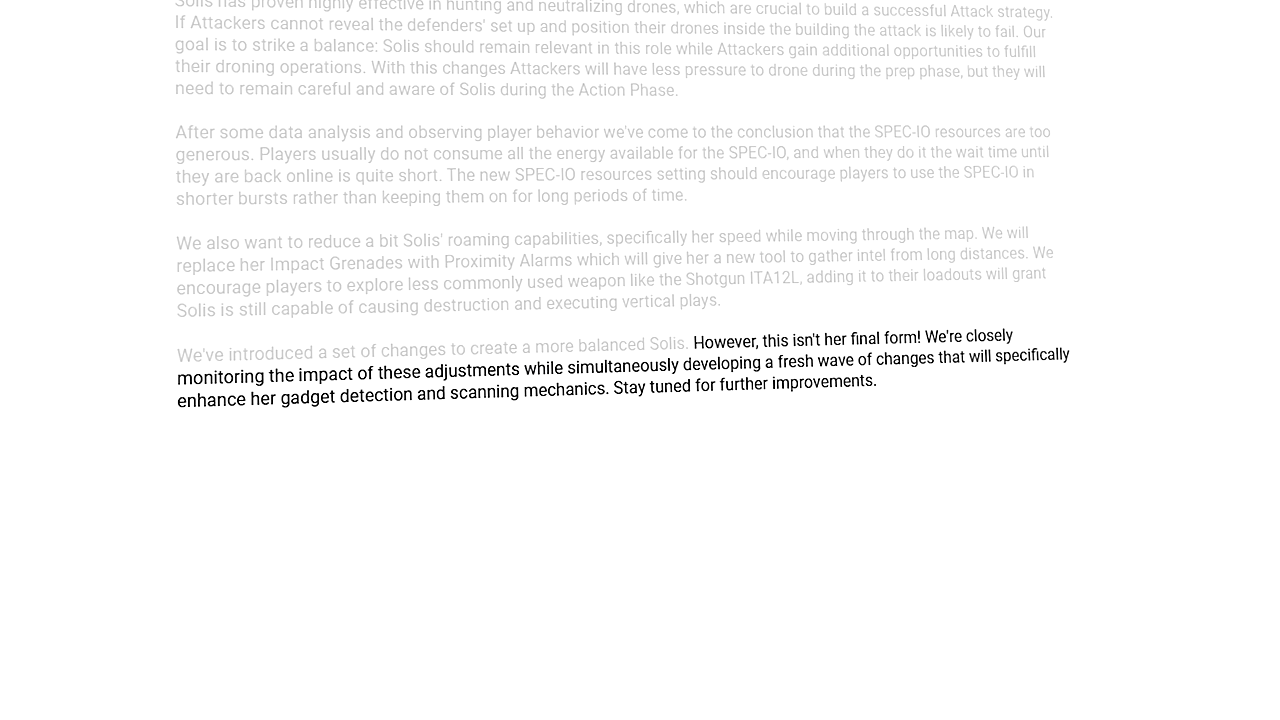 Solis has proven highly effective in hunting and neutralizing drones, which are crucial to build a successful Attack strategy.
If Attackers cannot reveal the defenders' set up and position their drones inside the building the attack is likely to fail. Our
goal is to strike a balance: Solis should remain relevant in this role while Attackers gain additional opportunities to fulfill
their droning operations. With this changes Attackers will have less pressure to drone during the prep phase, but they will
need to remain careful and aware of Solis during the Action Phase.
After some data analysis and observing player behavior we've come to the conclusion that the SPEC-IO resources are too
generous. Players usually do not consume all the energy available for the SPEC-IO, and when they do it the wait time until
they are back online is quite short. The new SPEC-IO resources setting should encourage players to use the SPEC-IO in
shorter bursts rather than keeping them on for long periods of time.
We also want to reduce a bit Solis' roaming capabilities, specifically her speed while moving through the map. We will
replace her Impact Grenades with Proximity Alarms which will give her a new tool to gather intel from long distances. We
encourage players to explore less commonly used weapon like the Shotgun ITA12L, adding it to their loadouts will grant
Solis is still capable of causing destruction and executing vertical plays.
We've introduced a set of changes to create a more balanced Solis. However, this isn't her final form! We're closely
monitoring the impact of these adjustments while simultaneously developing a fresh wave of changes that will specifically
enhance her gadget detection and scanning mechanics. Stay tuned for further improvements.